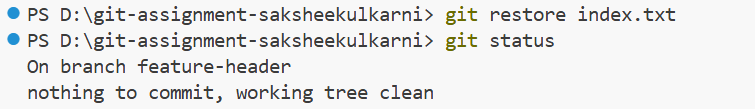 PS D:\git-assignment-saksheekulkarni> git restore index.txt
PS D:\git-assignment-saksheekulkarni> git status
On branch feature-header
nothing to commit, working tree clean